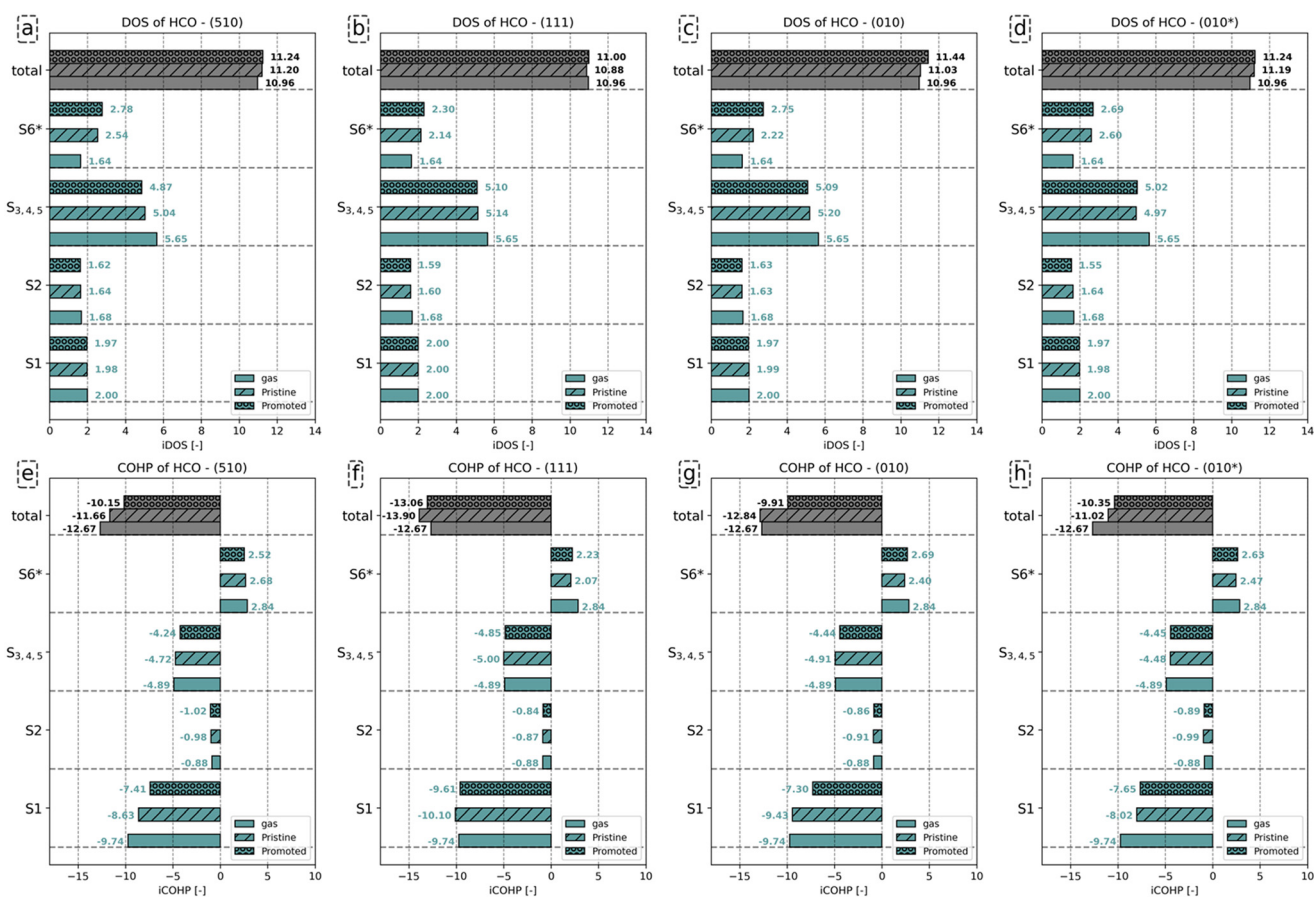 a
DOS of HCO - (510)
total
11.24
11.20
10.96
S6*
2.78
2.54
1.64
S3,4,5
4.87
5.04
5.65
S2
1.62
1.64
1.68
S1
1.97
1.98
2.00
gas
Pristine
Promoted
0 2 4 6 8 10 12 14
iDOS [-]
b
DOS of HCO - (111)
total
11.00
10.88
10.96
S6*
2.30
2.14
1.64
S3,4,5
5.10
5.14
5.65
S2
1.59
1.60
1.68
S1
2.00
2.00
2.00
gas
Pristine
Promoted
0 2 4 6 8 10 12 14
iDOS [-]
c
DOS of HCO - (010)
total
11.44
11.03
10.96
S6*
2.75
2.22
1.64
S3,4,5
5.09
5.20
5.65
S2
1.63
1.63
1.68
S1
1.97
1.99
2.00
gas
Pristine
Promoted
0 2 4 6 8 10 12 14
iDOS [-]
d
DOS of HCO - (010*)
total
11.24
11.19
10.96
S6*
2.69
2.60
1.64
S3,4,5
5.02
4.97
5.65
S2
1.55
1.64
1.68
S1
1.97
1.98
2.00
gas
Pristine
Promoted
0 2 4 6 8 10 12 14
iDOS [-]
e
COHP of HCO - (510)
total
-10.15
-11.66
-12.67
S6*
2.52
2.68
2.84
S3,4,5
-4.24
-4.72
-4.89
S2
-1.02
-0.98
-0.88
S1
-7.41
-8.63
-9.74
gas
Pristine
Promoted
−15 −10 −5 0 5 10
iCOHP [-]
f
COHP of HCO - (111)
total
-13.06
-13.90
-12.67
S6*
2.23
2.07
2.84
S3,4,5
-4.85
-5.00
-4.89
S2
-0.84
-0.87
-0.88
S1
-9.61
-10.10
-9.74
gas
Pristine
Promoted
−15 −10 −5 0 5 10
iCOHP [-]
g
COHP of HCO - (010)
total
-9.91
-12.84
-12.67
S6*
2.69
2.40
2.84
S3,4,5
-4.44
-4.91
-4.89
S2
-0.86
-0.91
-0.88
S1
-7.30
-9.43
-9.74
gas
Pristine
Promoted
−15 −10 −5 0 5 10
iCOHP [-]
h
COHP of HCO - (010*)
total
-10.35
-11.02
-12.67
S6*
2.63
2.47
2.84
S3,4,5
-4.45
-4.48
-4.89
S2
-0.89
-0.99
-0.88
S1
-7.65
-8.02
-9.74
gas
Pristine
Promoted
−15 −10 −5 0 5 10
iCOHP [-]